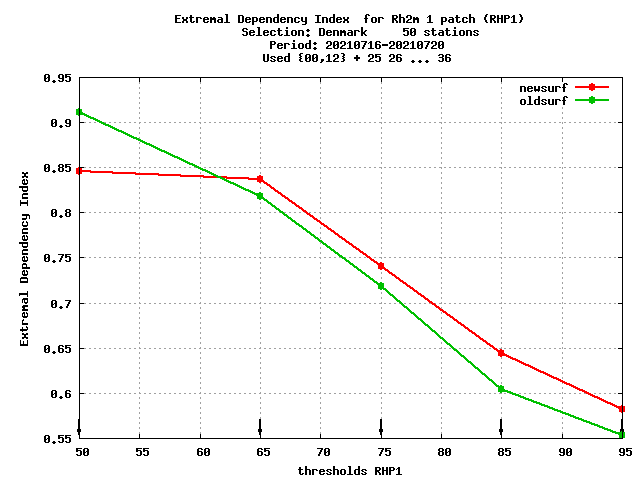 Extremal Dependency Index  for Rh2m 1 patch (RHP1)
Selection: Denmark     50 stations
Period: 20210716-20210720
Used {00,12} + 25 26 ... 36
newsurf
oldsurf
Extremal Dependency Index
0.95
0.9
0.85
0.8
0.75
0.7
0.65
0.6
0.55
50 55 60 65 70 75 80 85 90 95
thresholds RHP1